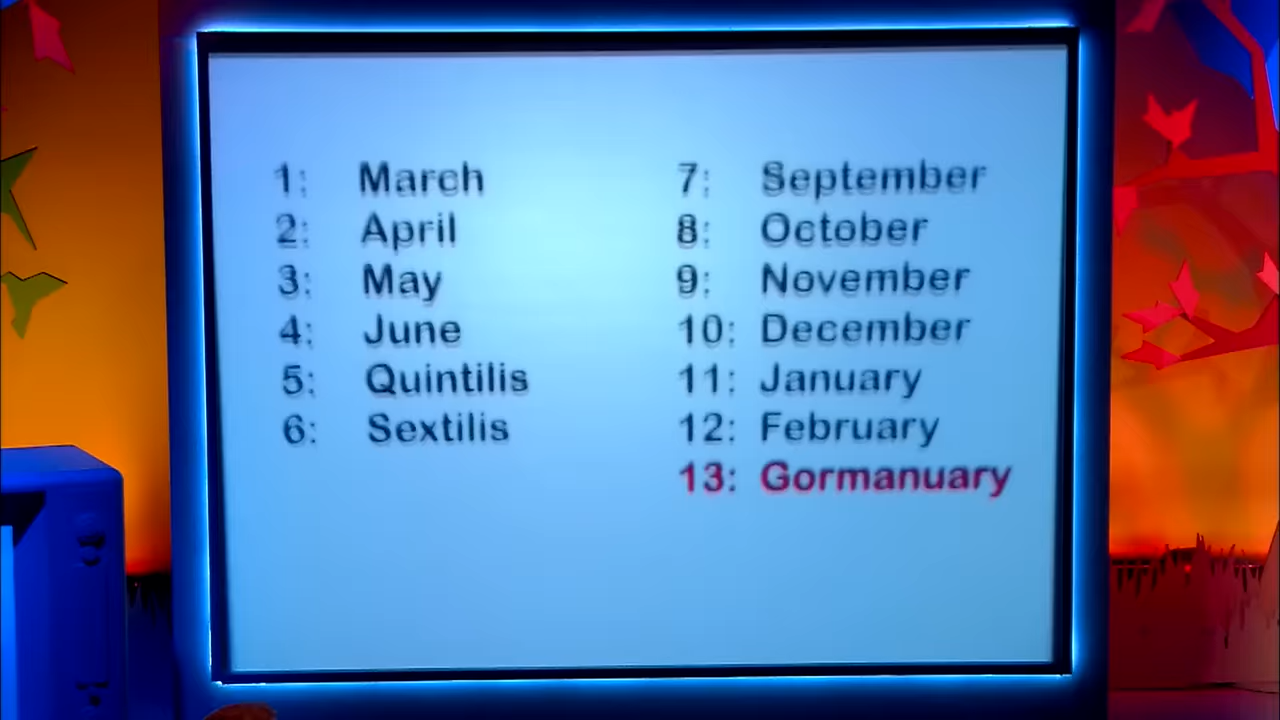 1: March
2: April
3: May
4: June
5: Quintilis
6: Sextilis
7: September
8: October
9: November
10: December
11: January
12: February
13: Gormanuary